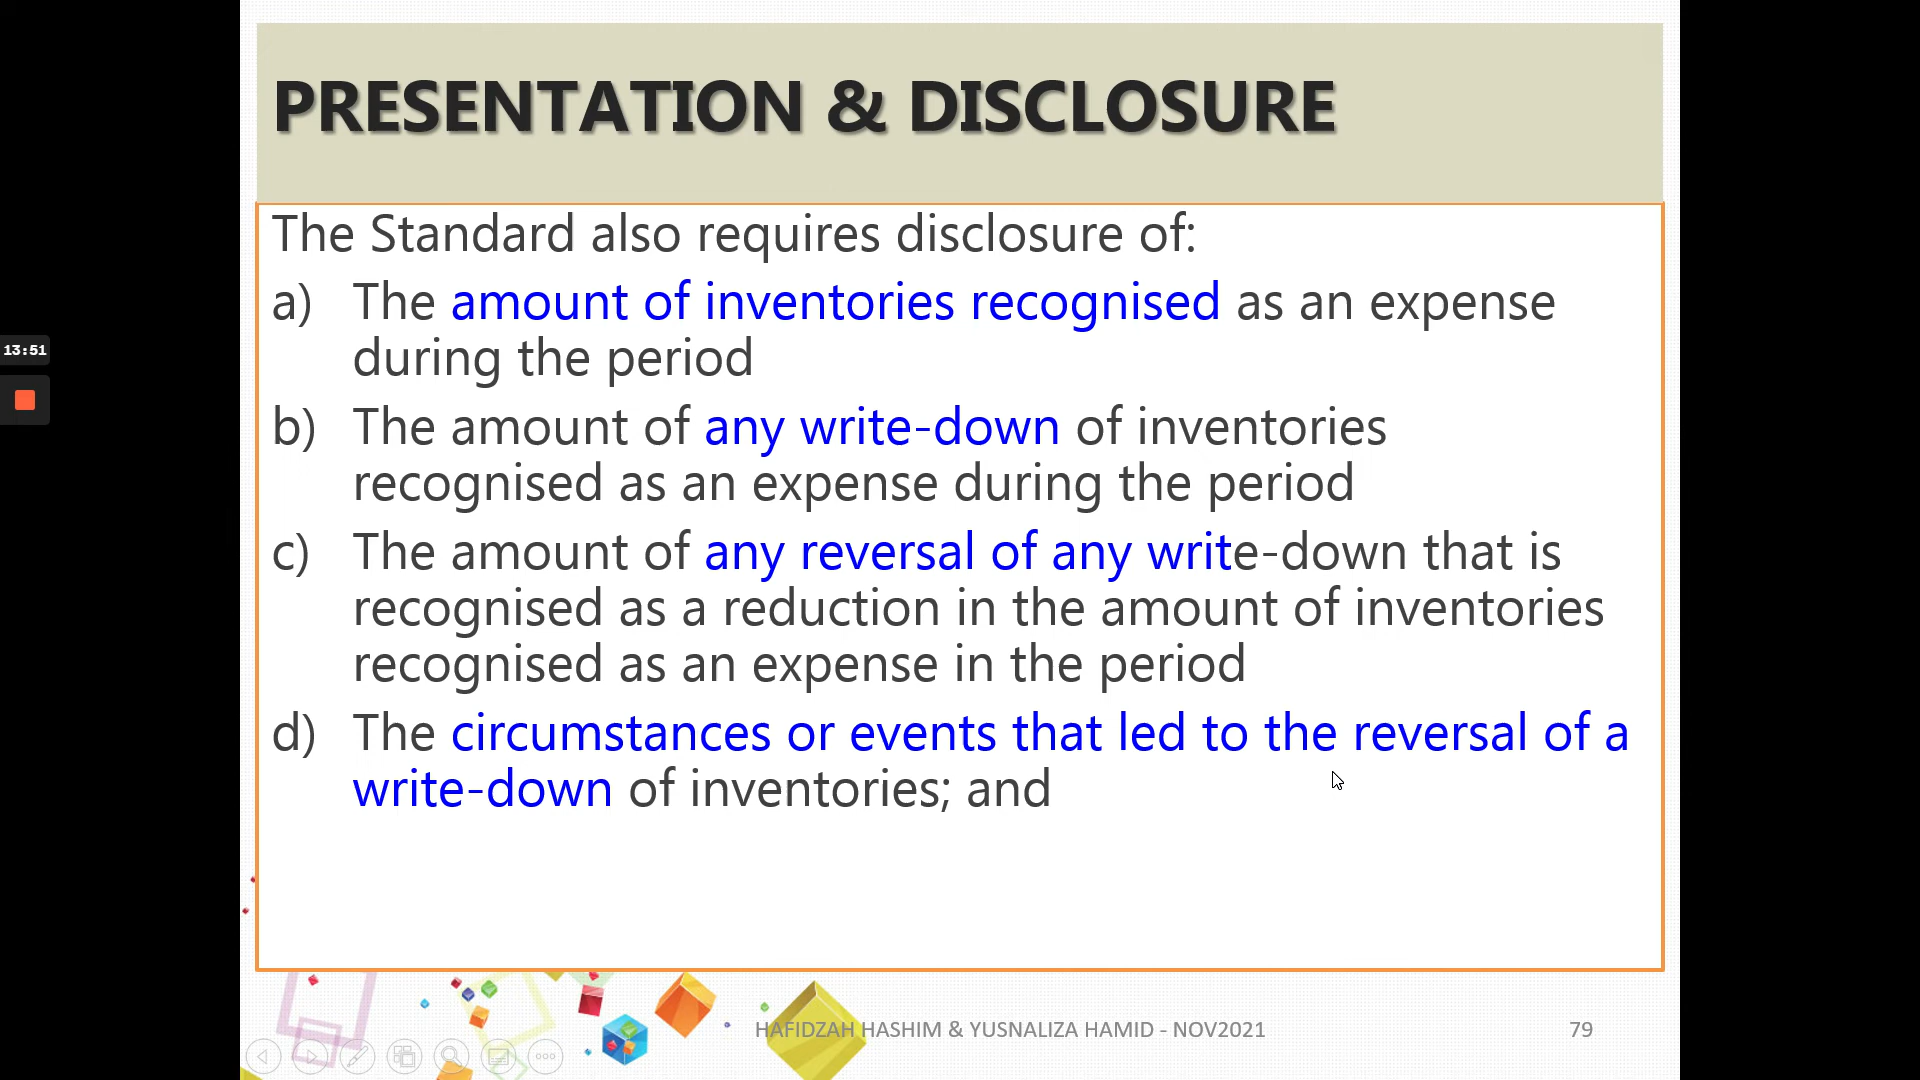 PRESENTATION & DISCLOSURE
The Standard also requires disclosure of:
a) The amount of inventories recognised as an expense
during the period
13:51
b) The amount of any write-down of inventories
recognised as an expense during the period
c) The amount of any reversal of any write-down that is
recognised as a reduction in the amount of inventories
recognised as an expense in the period
d) The circumstances or events that led to the reversal of a
write-down of inventories; and
HAFIDZAH HASHIM & YUSNALIZA HAMID - NOV2021
79